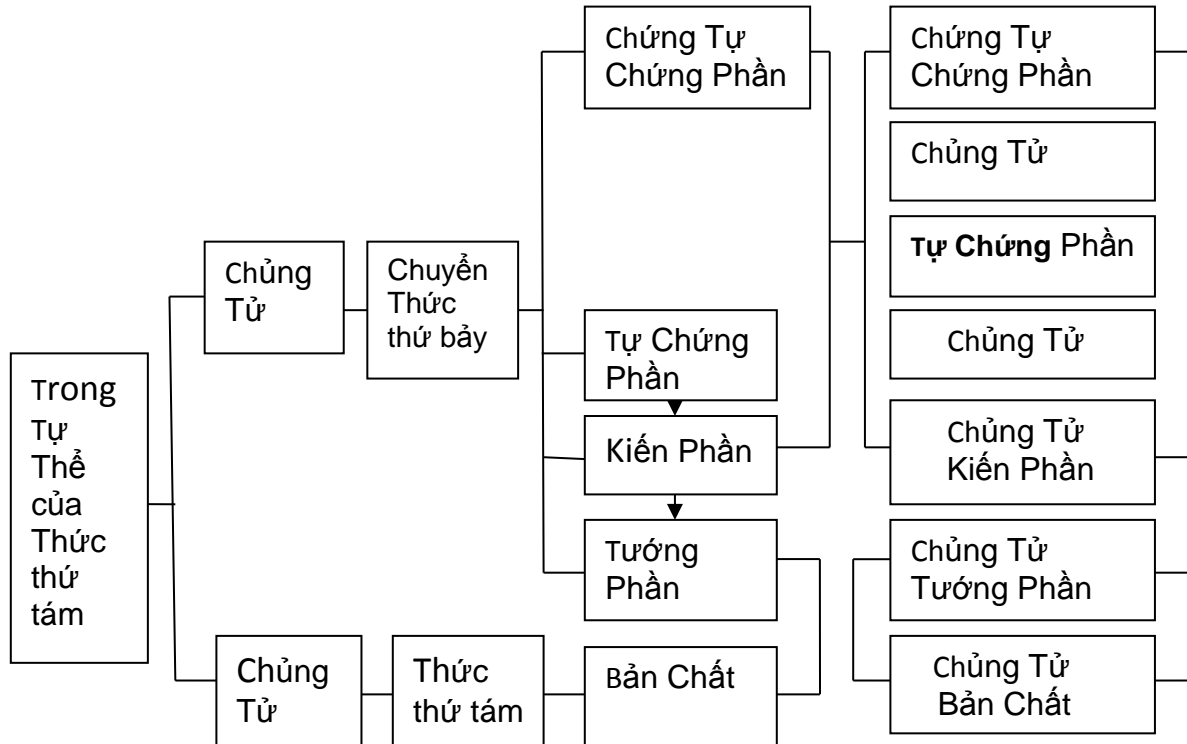 Trong
Tự
Thể
của
Thức
thứ
tám
Chủng
Tử
Chuyển
Thức
thứ bảy
Chứng Tự
Chứng Phần
Tự Chứng
Phần
Kiến Phần
Tướng
Phần
Chủng
Tử
Thức
thứ tám
Bản Chất
Chứng Tự
Chứng Phần
Chủng Tử
Tự Chứng Phần
Chủng Tử
Chủng Tử
Kiến Phần
Chủng Tử
Tướng Phần
Chủng Tử
Bản Chất